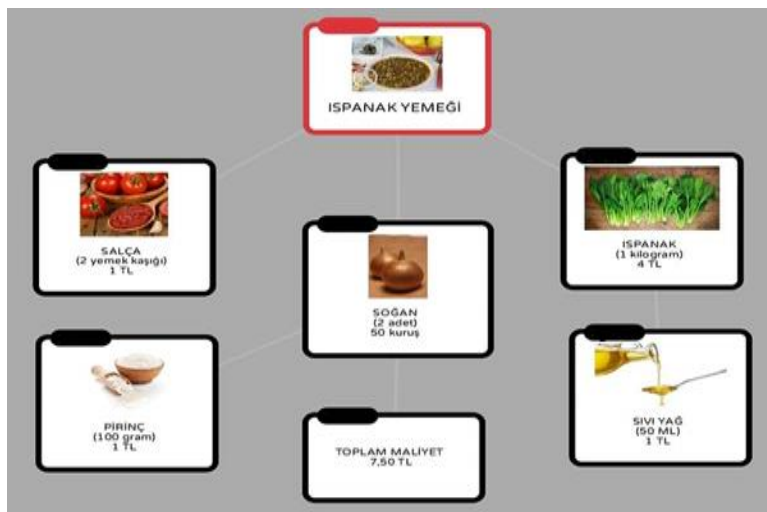 ISPANAK YEMEĞİ
SALÇA
(2 yemek kaşığı)
1 TL
SOĞAN
(2 adet)
50 kuruş
ISPANAK
(1 kilogram)
4 TL
PİRİNÇ
(100 gram)
1 TL
TOPLAM MALİYET
7,50 TL
SIVI YAĞ
(50 ML)
1 TL